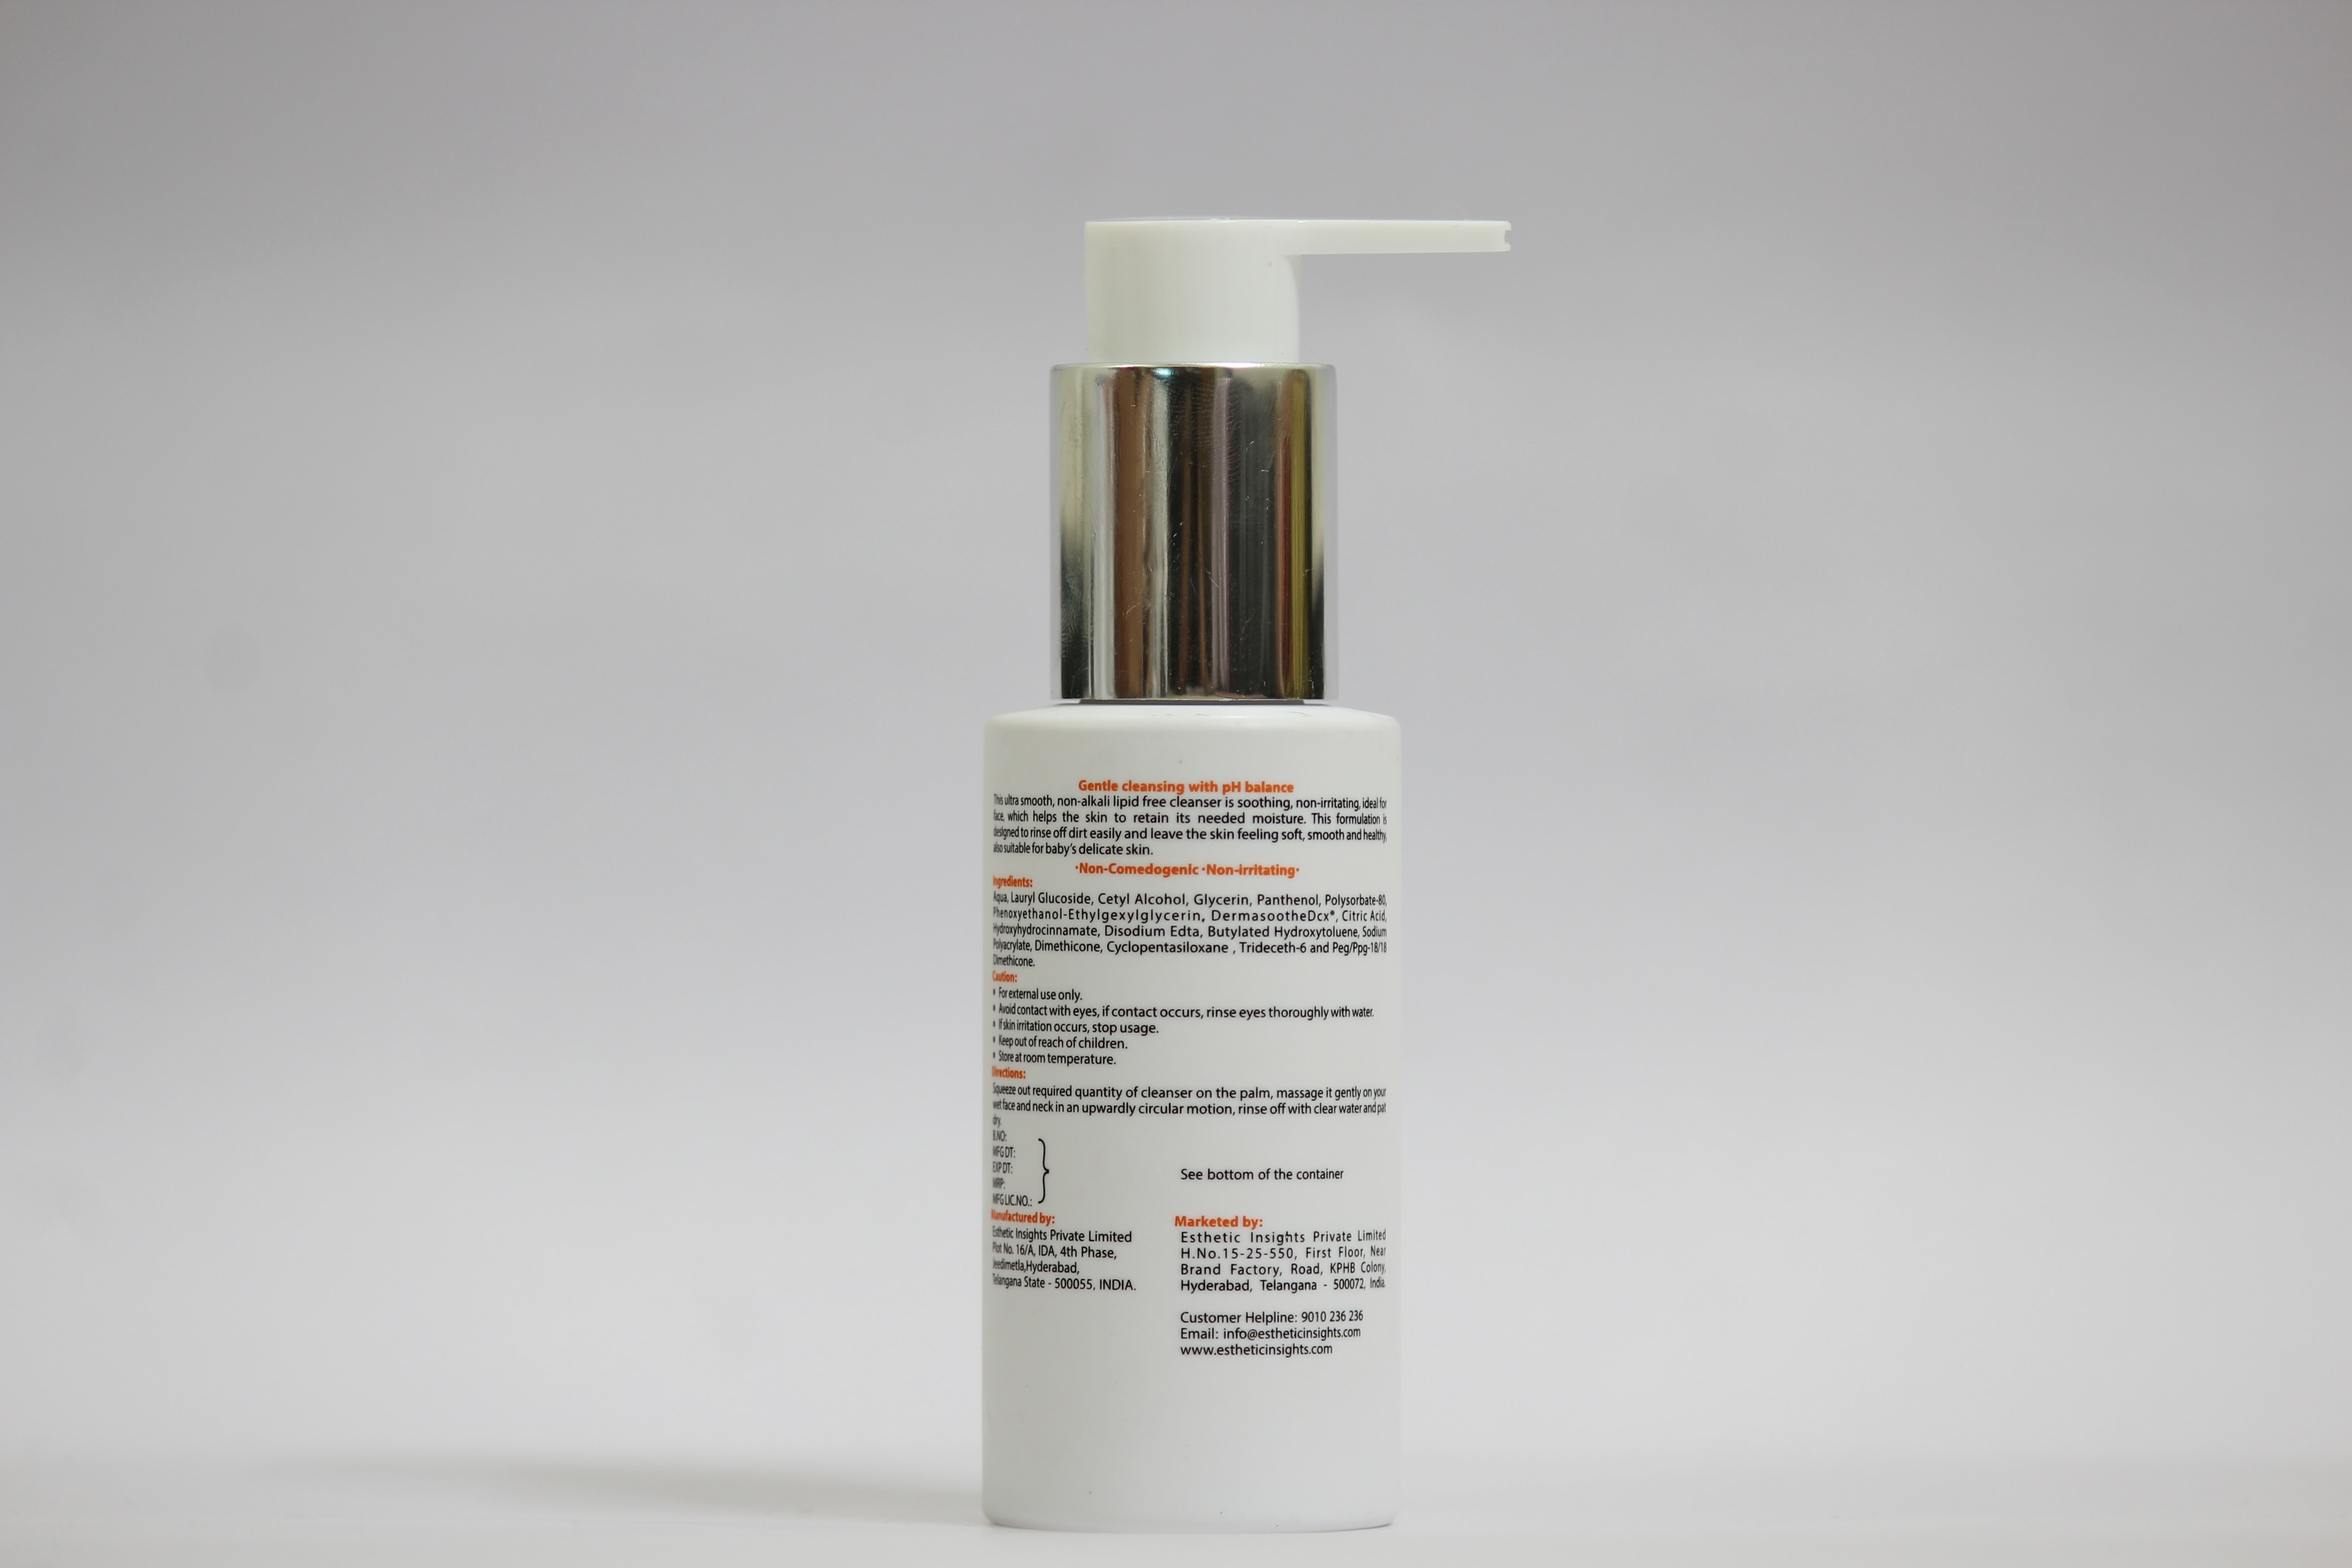 Gentle cleansing with pH balance
This ultra smooth, non-alkali lipid free cleanser is soothing, non-irritating, ideal for
face, which helps the skin to retain its needed moisture. This formulation is
designed to rinse off dirt easily and leave the skin feeling soft, smooth and healthy,
also suitable for baby's delicate skin.
·Non-Comedogenic ·Non-irritating·
Ingredients:
Aqua, Lauryl Glucoside, Cetyl Alcohol, Glycerin, Panthenol, Polysorbate-80,
Phenoxyethanol-Ethylgexylglycerin, DermasootheDcx*, Citric Acid,
Hydroxyhydrocinnamate, Disodium Edta, Butylated Hydroxytoluene, Sodium
Polyacrylate, Dimethicone, Cyclopentasiloxane , Trideceth-6 and Peg/Ppg-18/18
Dimethicone.
Caution:
• For external use only.
• Avoid contact with eyes, if contact occurs, rinse eyes thoroughly with water.
• If skin irritation occurs, stop usage.
• Keep out of reach of children.
• Store at room temperature.
Directions:
Squeeze out required quantity of cleanser on the palm, massage it gently on your
wet face and neck in an upwardly circular motion, rinse off with clear water and pat
dry.
B.NO:
MFG DT:
EXP DT:
MRP:
MFG LIC.NO.:
See bottom of the container
Manufactured by:
Esthetic Insights Private Limited
Plot No. 16/A, IDA, 4th Phase,
Jeedimetla,Hyderabad,
Telangana State - 500055, INDIA.
Marketed by:
Esthetic Insights Private Limited
H.No.15-25-550, First Floor, Near
Brand Factory, Road, KPHB Colony,
Hyderabad, Telangana - 500072, India.
Customer Helpline: 9010 236 236
Email: info@estheticinsights.com
www.estheticinsights.com